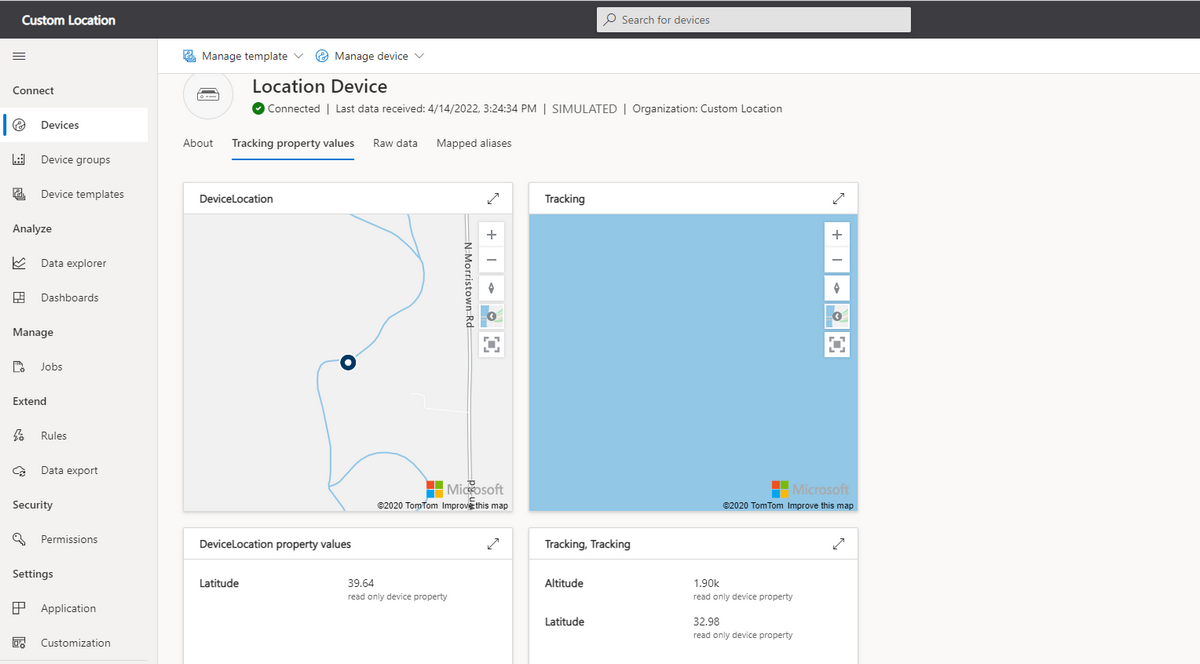 Custom Location
Search for devices
Manage template
Manage device
Connect
Devices
Device groups
Device templates
Analyze
Data explorer
Dashboards
Manage
Jobs
Extend
Rules
Data export
Security
Permissions
Settings
Application
Customization
Location Device
Connected | Last data received: 4/14/2022, 3:24:34 PM | SIMULATED | Organization: Custom Location
About Tracking property values Raw data Mapped aliases
DeviceLocation
N Morristown Rd
Microsoft
©2020 TomTom Improve this map
Tracking
Microsoft
©2020 TomTom Improve this map
DeviceLocation property values
Latitude 39.64
read only device property
Tracking, Tracking
Altitude 1.90k
read only device property
Latitude 32.98
read only device property